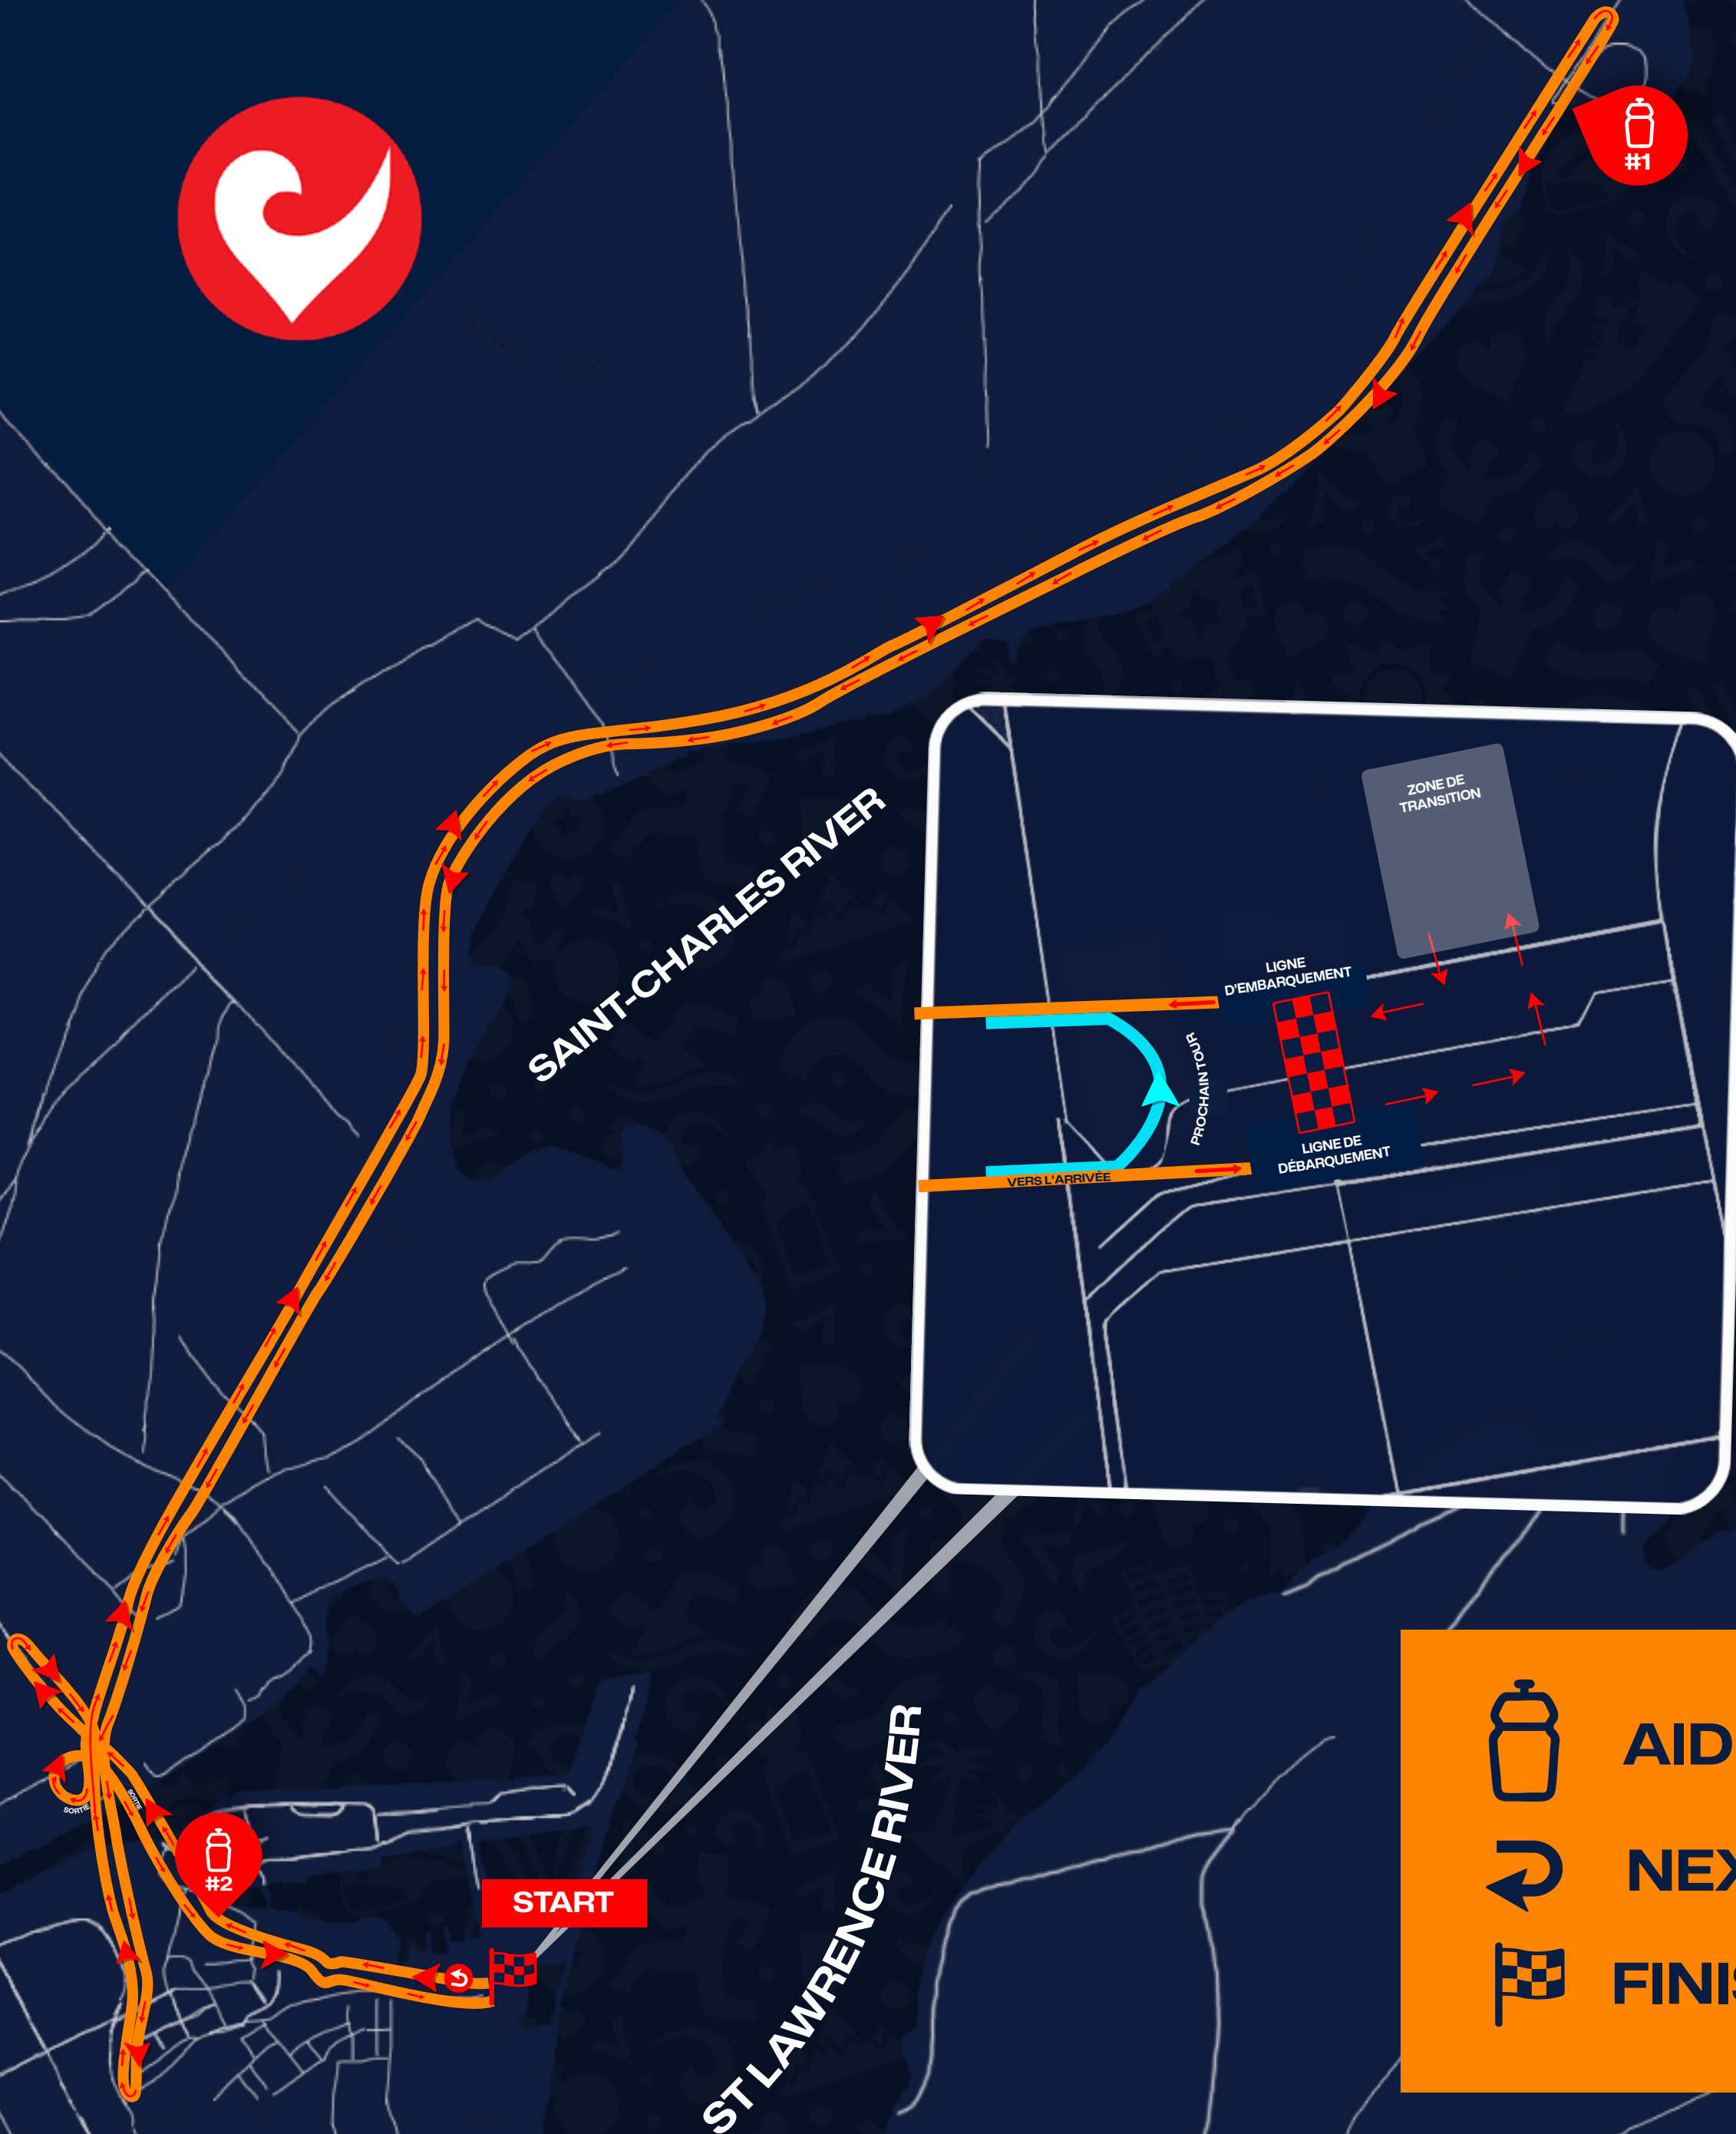 #1
SAINT-CHARLES RIVER
ZONE DE
TRANSITION
LIGNE
D'EMBARQUEMENT
PROCHAIN TOUR
LIGNE DE
DÉBARQUEMENT
VERS L'ARRIVÉE
SORTIE
SORTIE
#2
START
ST LAWRENCE RIVER
AID
NEX
FINIS